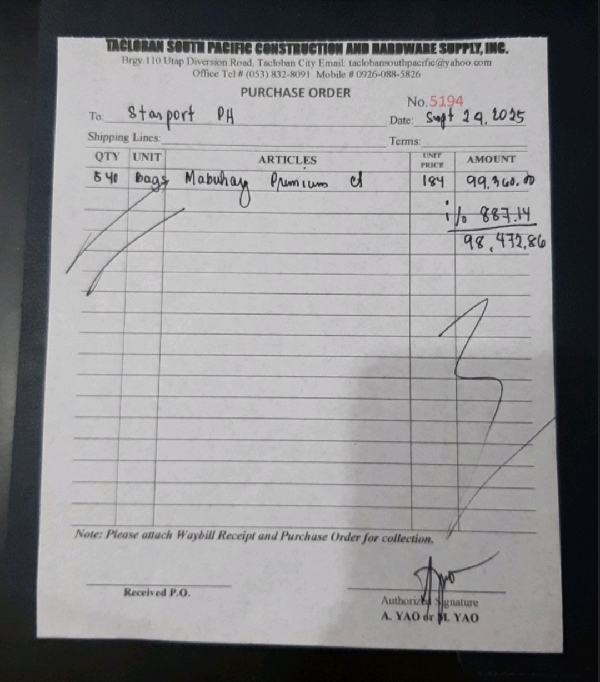 TACLOBAN SOUTH PACIFIC CONSTRUCTION AND HARDWARE SUPPLY, INC.
Brgy. 110 Utap Diversion Road, Tacloban City Email: taclobansouthpacific@yahoo.com
Office Tel # (053) 832-8091 Mobile # 0926-088-5826
PURCHASE ORDER
No. 5194
To: Starport PH Date: Sept 29, 2025
Shipping Lines: Terms:
QTY UNIT ARTICLES UNIT PRICE AMOUNT
540 Bags Mabuhay Premium ct 184 99,360.00
1% 887.14
98,472.86
Note: Please attach Waybill Receipt and Purchase Order for collection.
Received P.O.
Authorized Signature
A. YAO or M. YAO